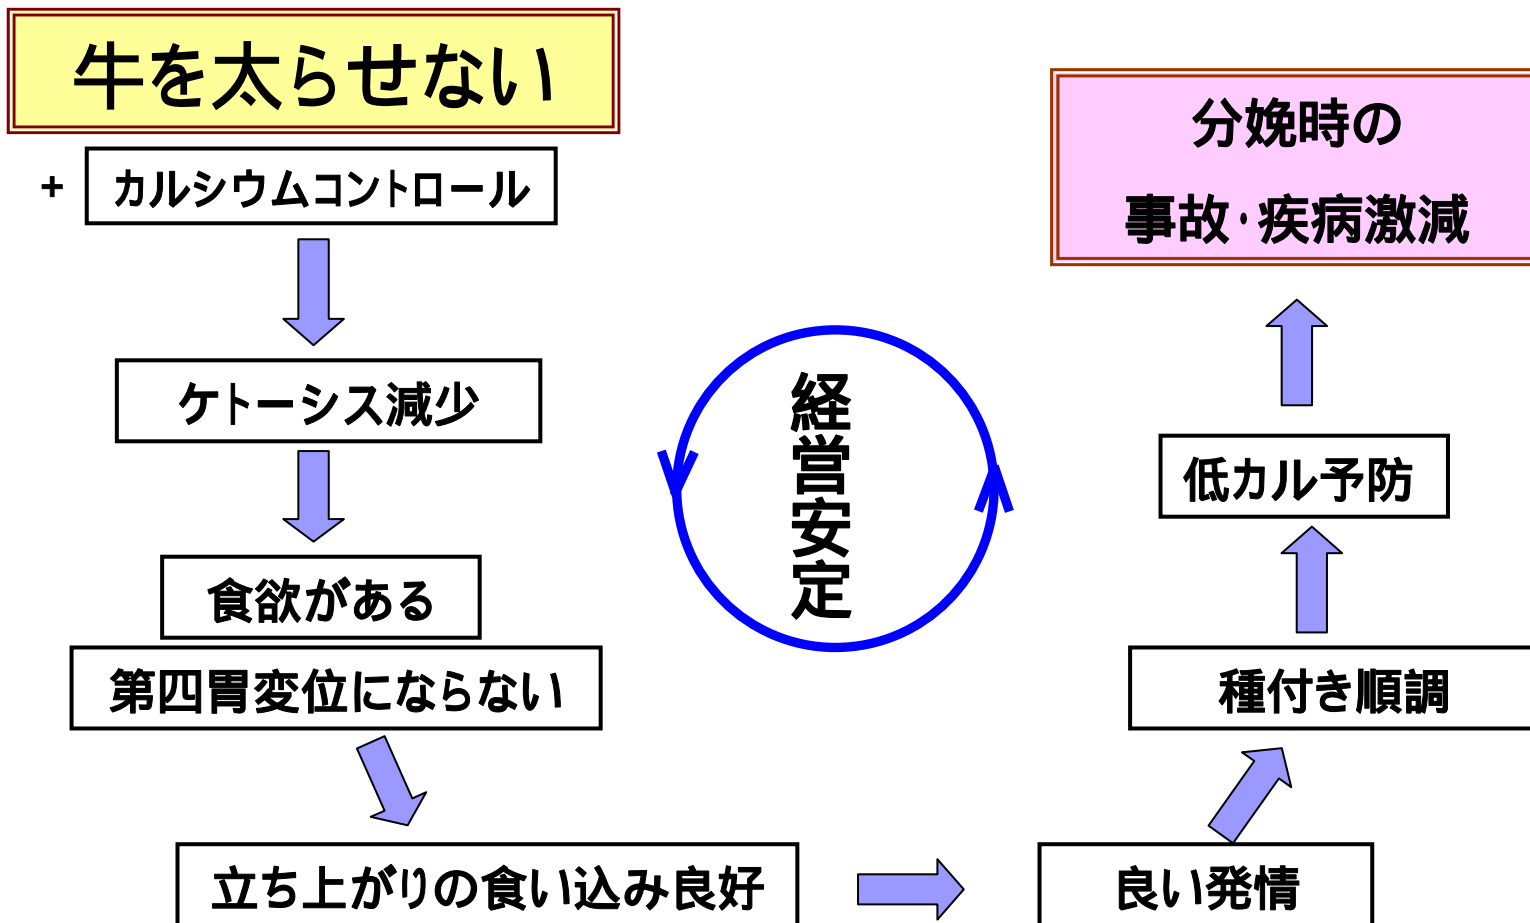 牛を太らせない
+ カルシウムコントロール
ケトーシス減少
食欲がある
第四胃変位にならない
立ち上がりの食い込み良好
良い発情
種付き順調
低カル予防
分娩時の
事故・疾病激減
経営安定